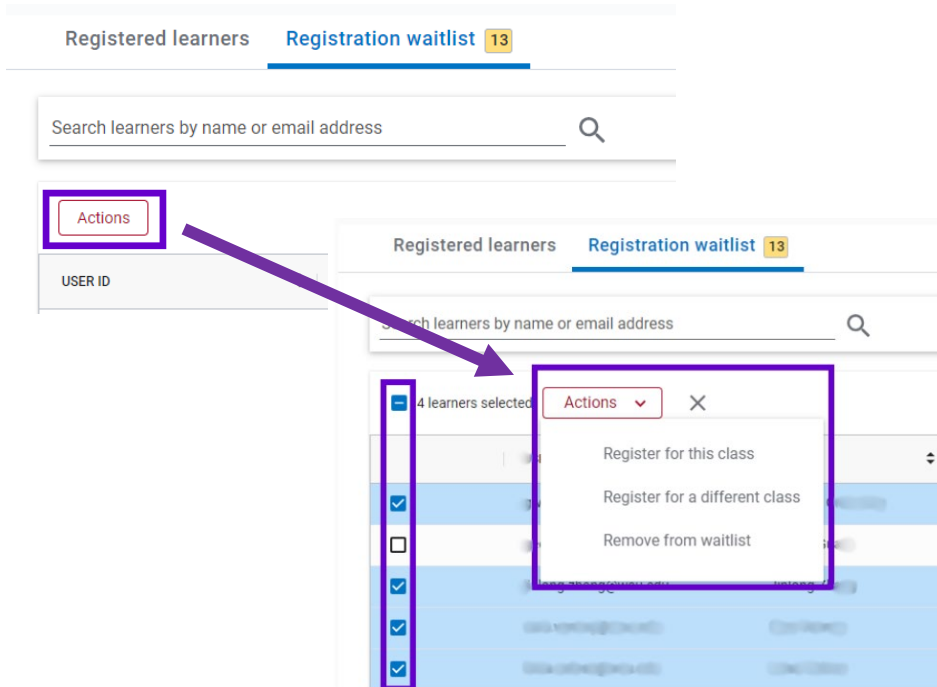 Registered learners Registration waitlist 13
Search learners by name or email address
Actions
USER ID
Registered learners Registration waitlist 13
Search learners by name or email address
4 learners selected Actions
Register for this class
Register for a different class
Remove from waitlist